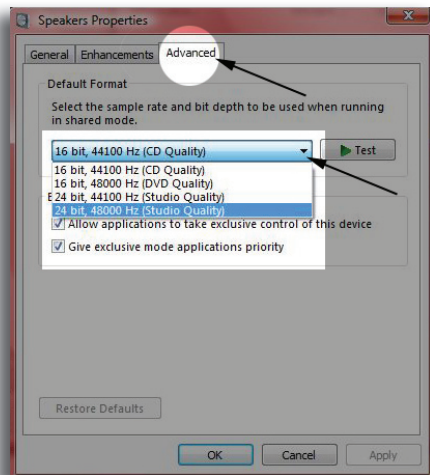 Speakers Properties
General Enhancements Advanced
Default Format
Select the sample rate and bit depth to be used when running
in shared mode.
16 bit, 44100 Hz (CD Quality)
Test
16 bit, 44100 Hz (CD Quality)
16 bit, 48000 Hz (DVD Quality)
24 bit, 44100 Hz (Studio Quality)
24 bit, 48000 Hz (Studio Quality)
Allow applications to take exclusive control of this device
Give exclusive mode applications priority
Restore Defaults
OK Cancel Apply